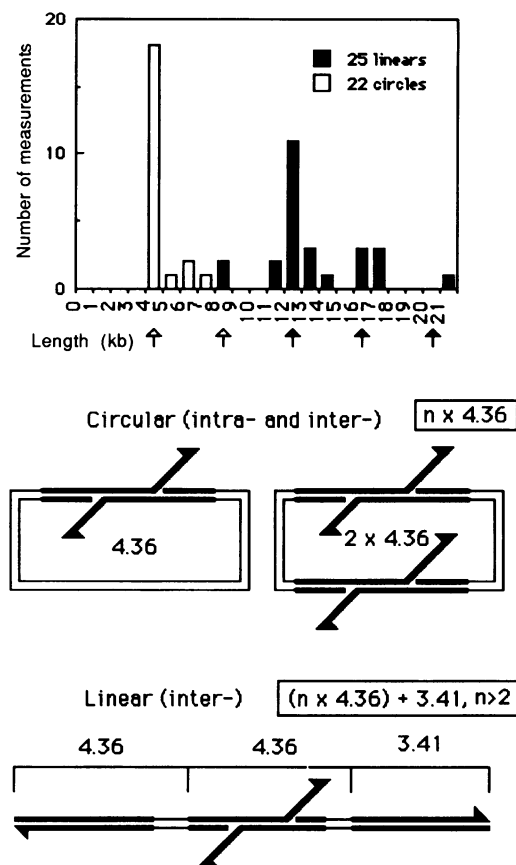 20
10
0
Number of measurements
25 linears
22 circles
0 1 2 3 4 5 6 7 8 9 10 11 12 13 14 15 16 17 18 19 20 21
Length (kb)
Circular (intra- and inter-)
n x 4.36
4.36
2 x 4.36
Linear (inter-)
(n x 4.36) + 3.41, n>2
4.36 4.36 3.41